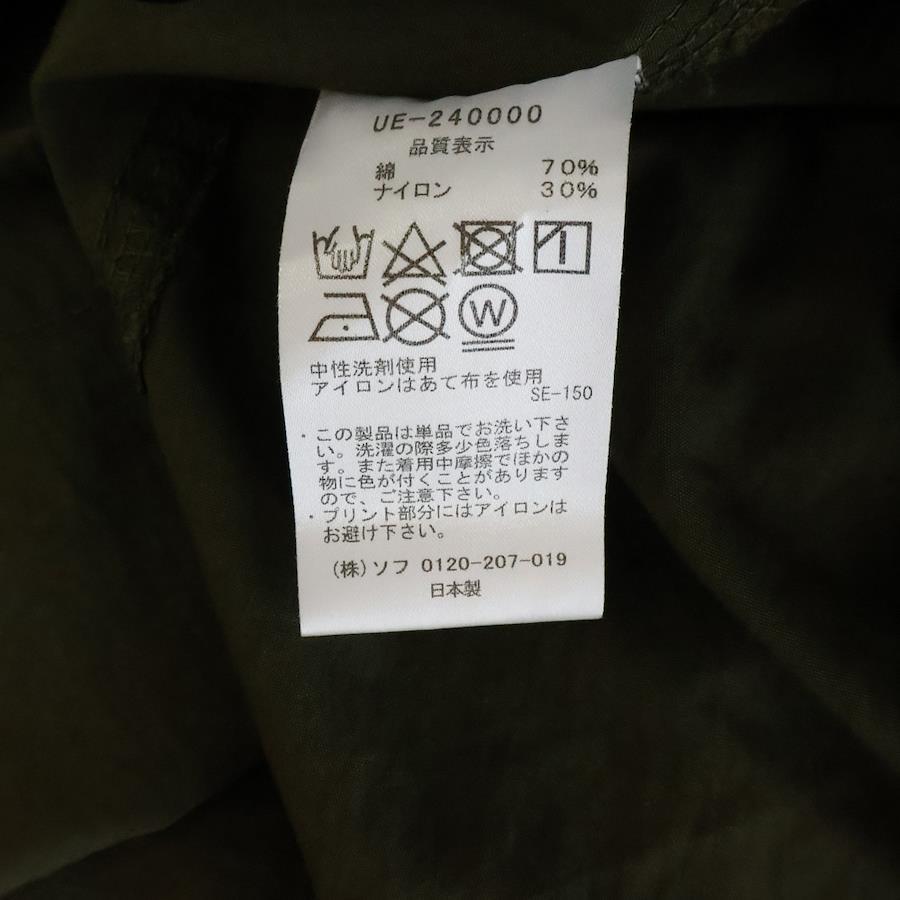 UE-240000
品質表示
綿 70%
ナイロン 30%
W
中性洗剤使用
アイロンはあて布を使用
SE-150
・この製品は単品でお洗い下さ
い。洗濯の際多少色落ちしま
す。また着用中摩擦でほかの
物に色が付くことがあります
ので、ご注意下さい。
・プリント部分にはアイロンは
お避け下さい。
(株)ソフ 0120-207-019
日本製